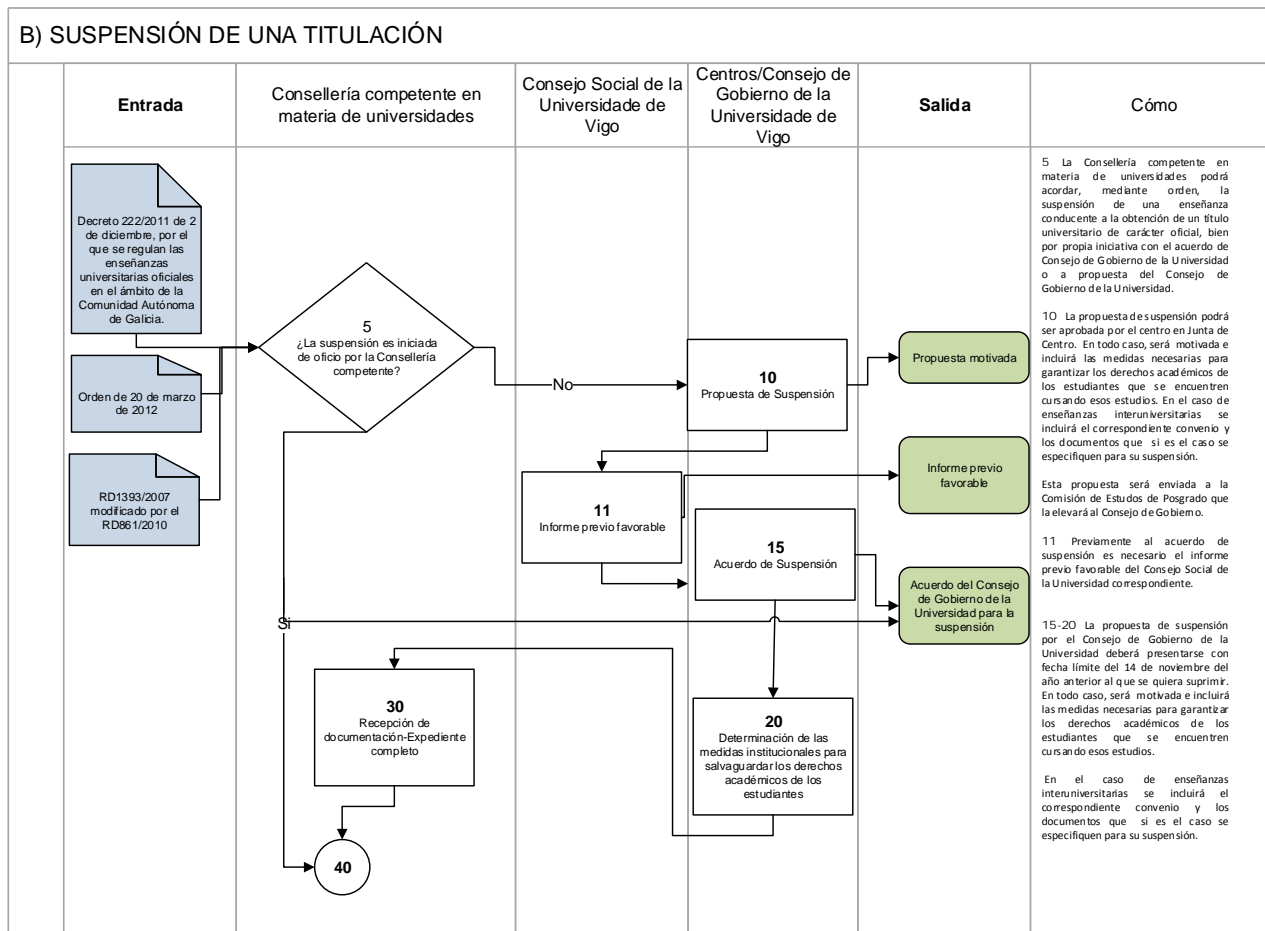 B) SUSPENSIÓN DE UNA TITULACIÓN
Entrada
Consellería competente en
materia de universidades
Consejo Social de la
Universidade de
Vigo
Centros/Consejo de
Gobierno de la
Universidade de
Vigo
Salida
Cómo
Decreto 222/2011 de 2
de diciembre, por el
que se regulan las
enseñanzas
universitarias oficiales
en el ámbito de la
Comunidad Autónoma
de Galicia.
Orden de 20 de marzo
de 2012
RD1393/2007
modificado por el
RD861/2010
5
¿La suspensión es iniciada
de oficio por la Consellería
competente?
No
Si
10
Propuesta de Suspensión
11
Informe previo favorable
15
Acuerdo de Suspensión
20
Determinación de las
medidas institucionales para
salvaguardar los derechos
académicos de los
estudiantes
30
Recepción de
documentación-Expediente
completo
40
Propuesta motivada
Informe previo
favorable
Acuerdo del Consejo
de Gobierno de la
Universidad para la
suspensión
5 La Consellería competente en
materia de universidades podrá
acordar, mediante orden, la
suspensión de una enseñanza
conducente a la obtención de un título
universitario de carácter oficial, bien
por propia iniciativa con el acuerdo de
Consejo de Gobierno de la Universidad
o a propuesta del Consejo de
Gobierno de la Universidad.
10 La propuesta de suspensión podrá
ser aprobada por el centro en Junta de
Centro. En todo caso, será motivada e
incluirá las medidas necesarias para
garantizar los derechos académicos de
los estudiantes que se encuentren
cursando esos estudios. En el caso de
enseñanzas interuniversitarias se
incluirá el correspondiente convenio y
los documentos que si es el caso se
especifiquen para su suspensión.
Esta propuesta será enviada a la
Comisión de Estudos de Posgrado que
la elevará al Consejo de Gobierno.
11 Previamente al acuerdo de
suspensión es necesario el informe
previo favorable del Consejo Social de
la Universidad correspondiente.
15-20 La propuesta de suspensión
por el Consejo de Gobierno de la
Universidad deberá presentarse con
fecha límite del 14 de noviembre del
año anterior al que se quiera suprimir.
En todo caso, será motivada e incluirá
las medidas necesarias para garantizar
los derechos académicos de los
estudiantes que se encuentren
cursando esos estudios.
En el caso de enseñanzas
interuniversitarias se incluirá el
correspondiente convenio y los
documentos que si es el caso se
especifiquen para su suspensión.